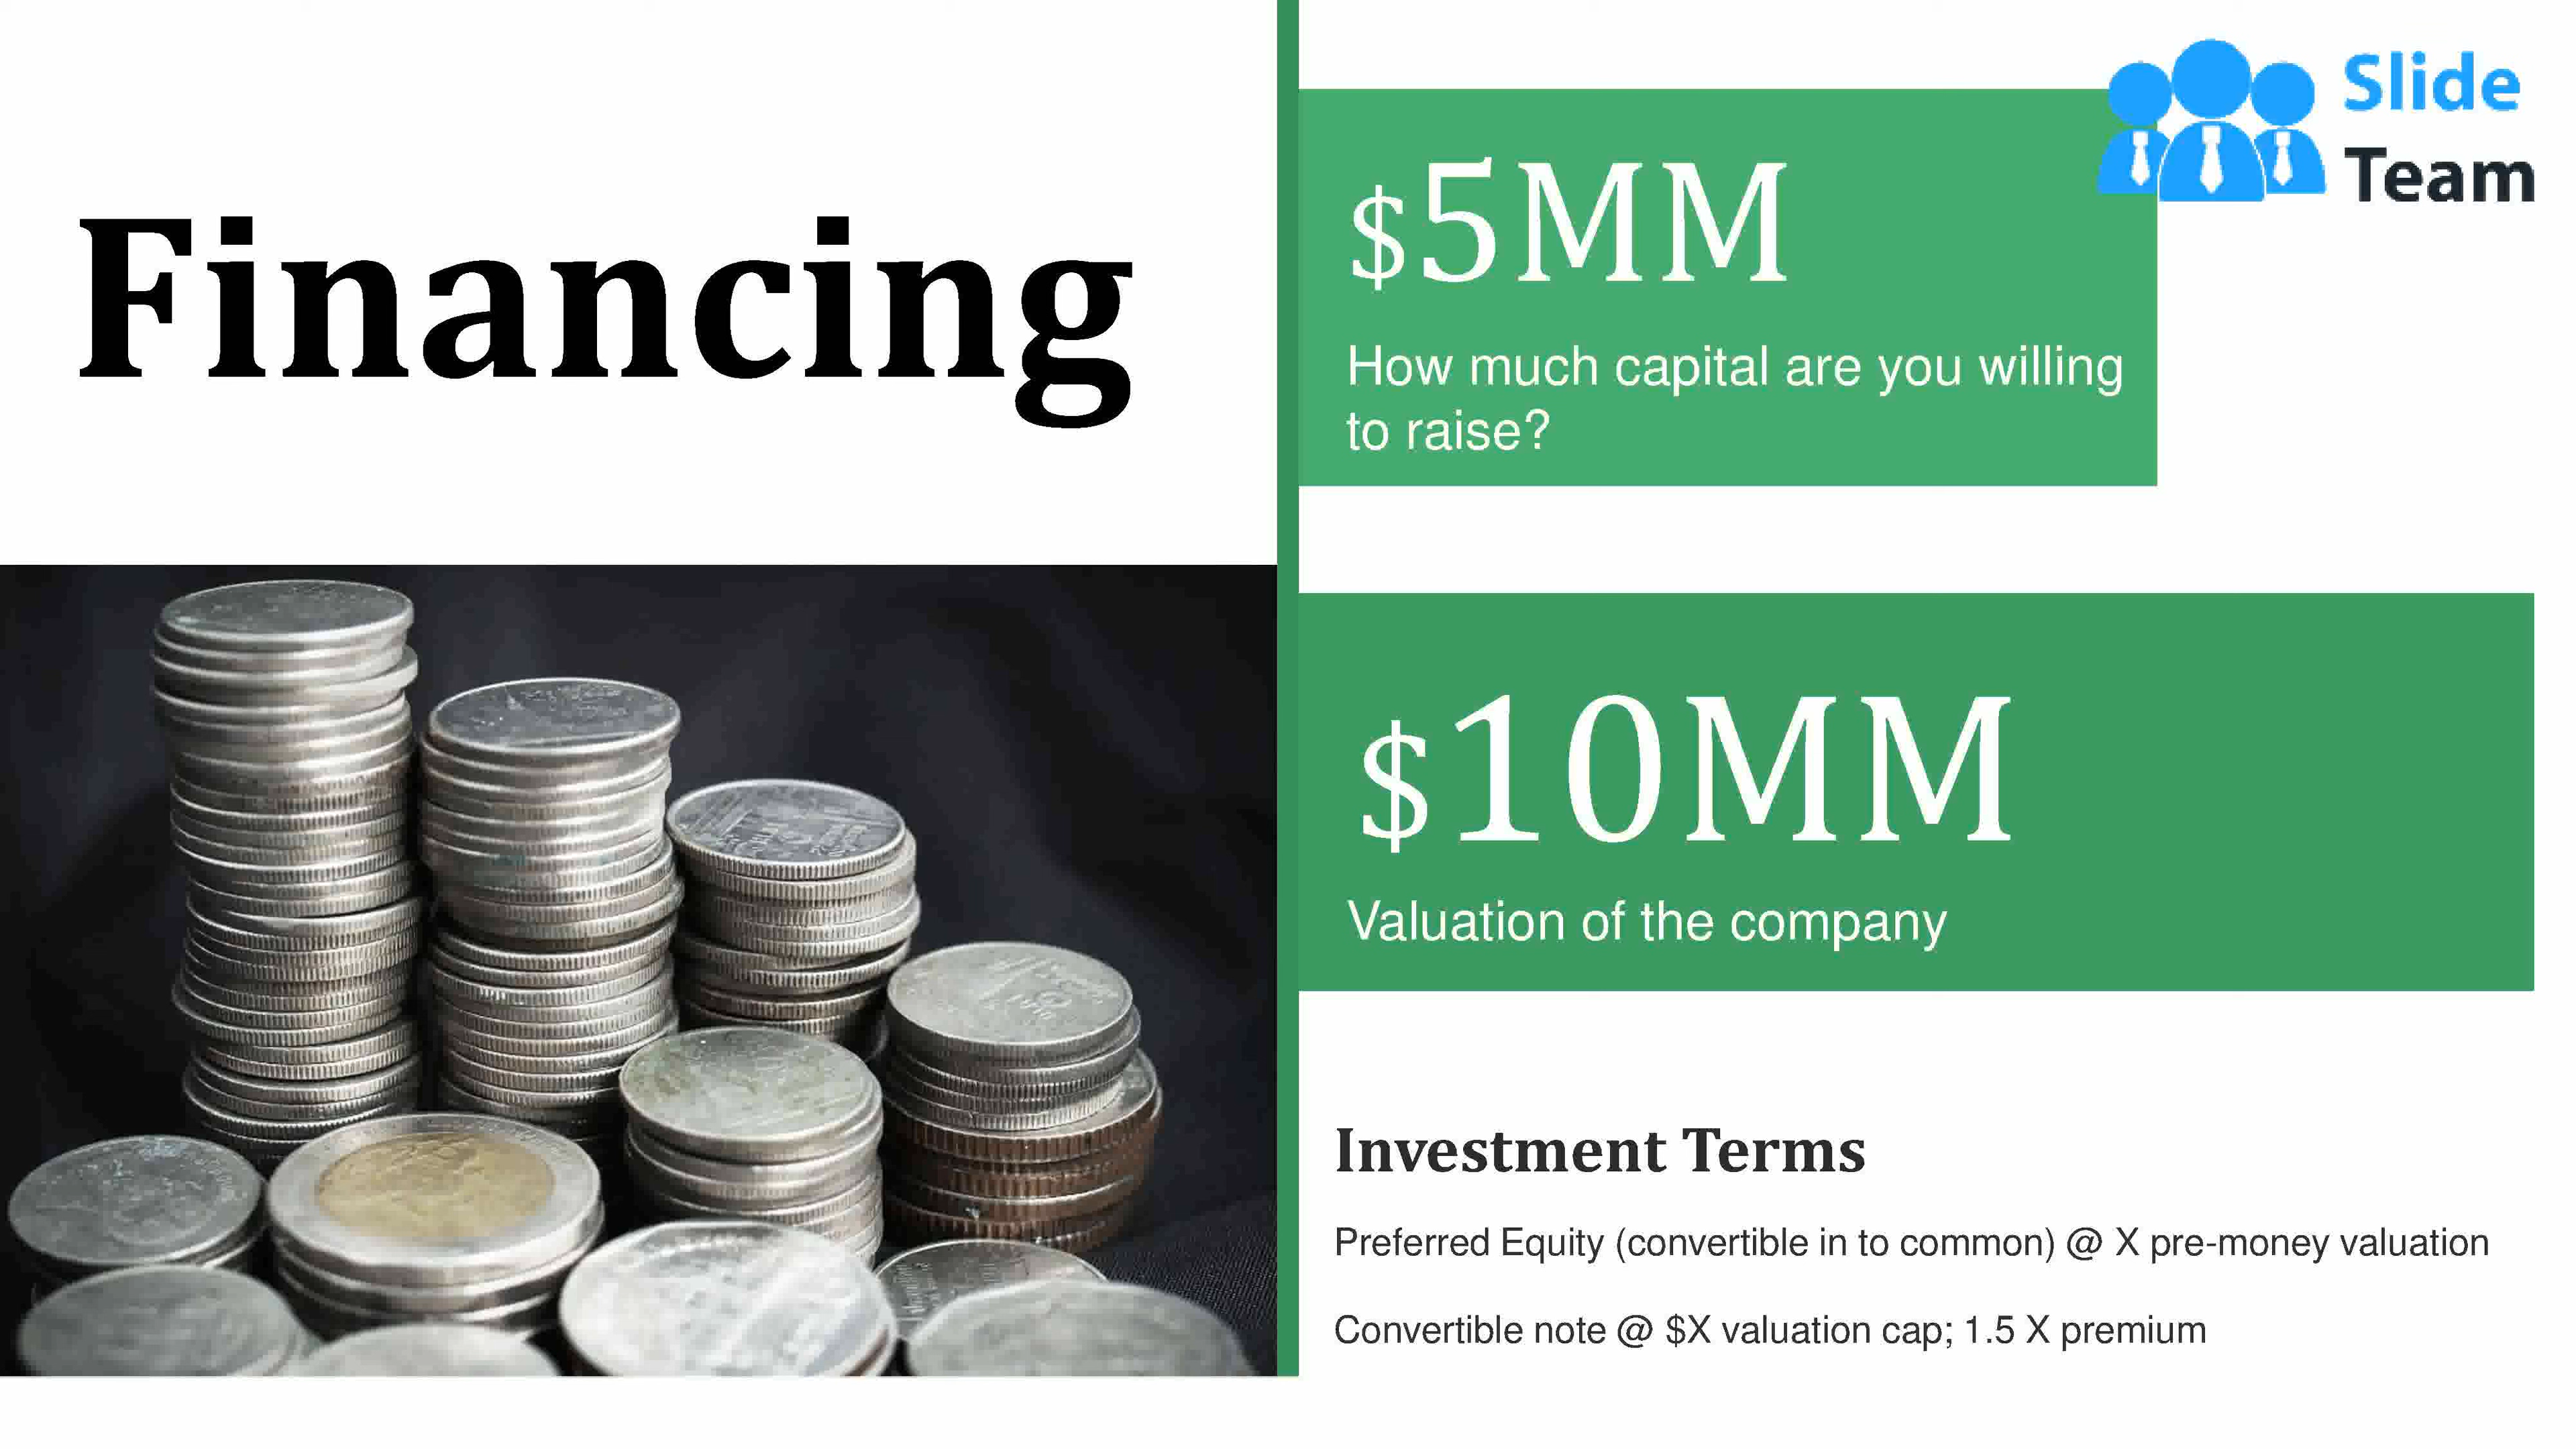 Financing
$5MM
How much capital are you willing
to raise?
Slide
Team
$10MM
Valuation of the company
Investment Terms
Preferred Equity (convertible in to common) @ X pre-money valuation
Convertible note @ $X valuation cap; 1.5 X premium